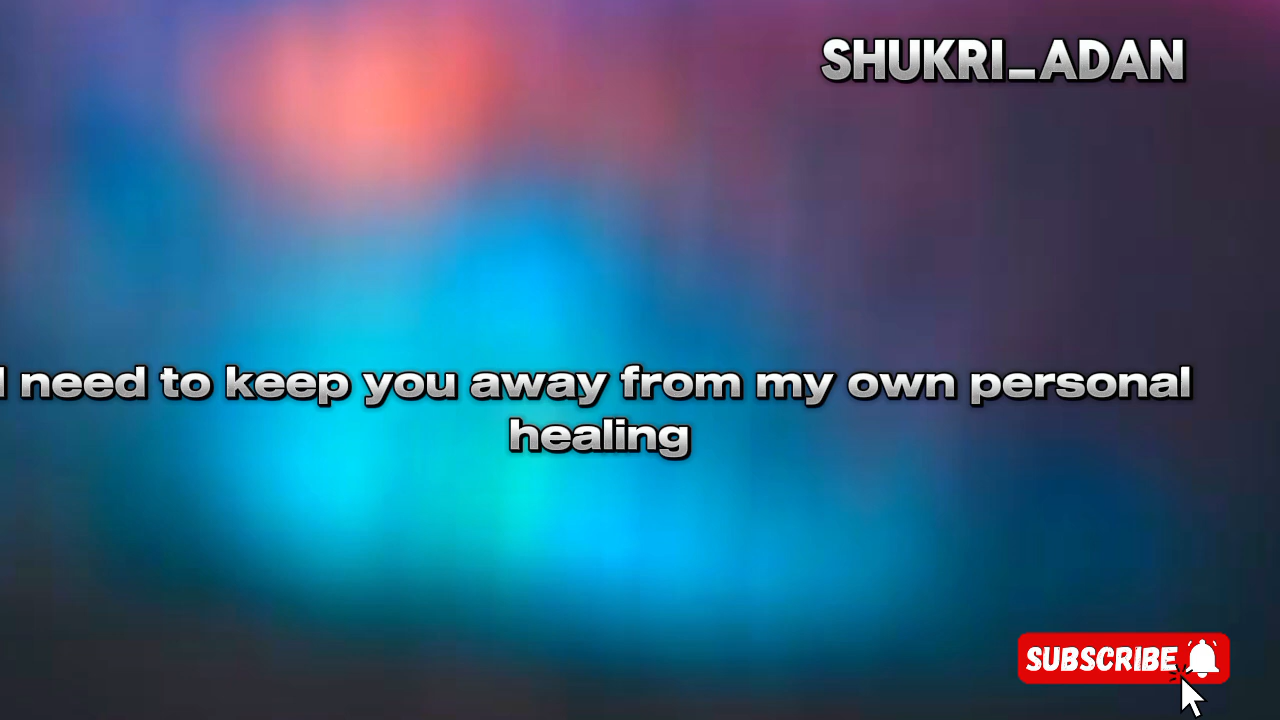 SHUKRI_ADAN
I need to keep you away from my own personal
healing
SUBSCRIBE